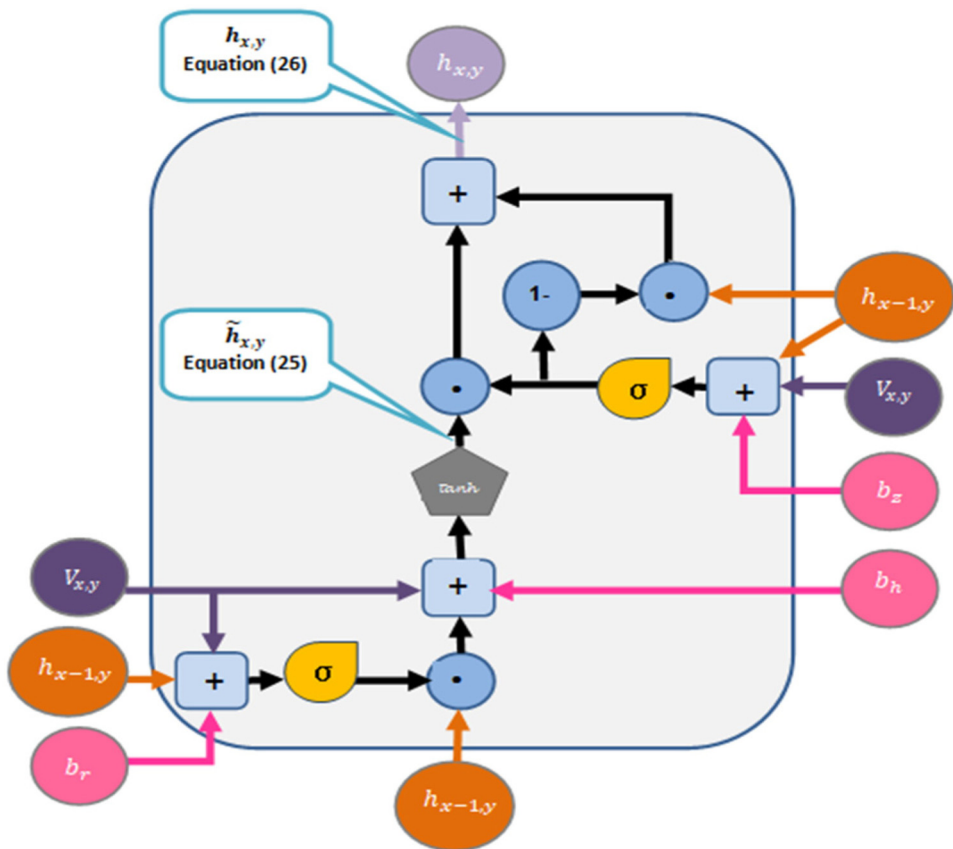 h_{x,y}
Equation (26)
h_{x,y}
+
1-
•
h_{x-1,y}
h̃_{x,y}
Equation (25)
•
σ
+
V_{x,y}
tanh
b_z
V_{x,y}
+
b_h
h_{x-1,y}
+
σ
•
b_r
h_{x-1,y}